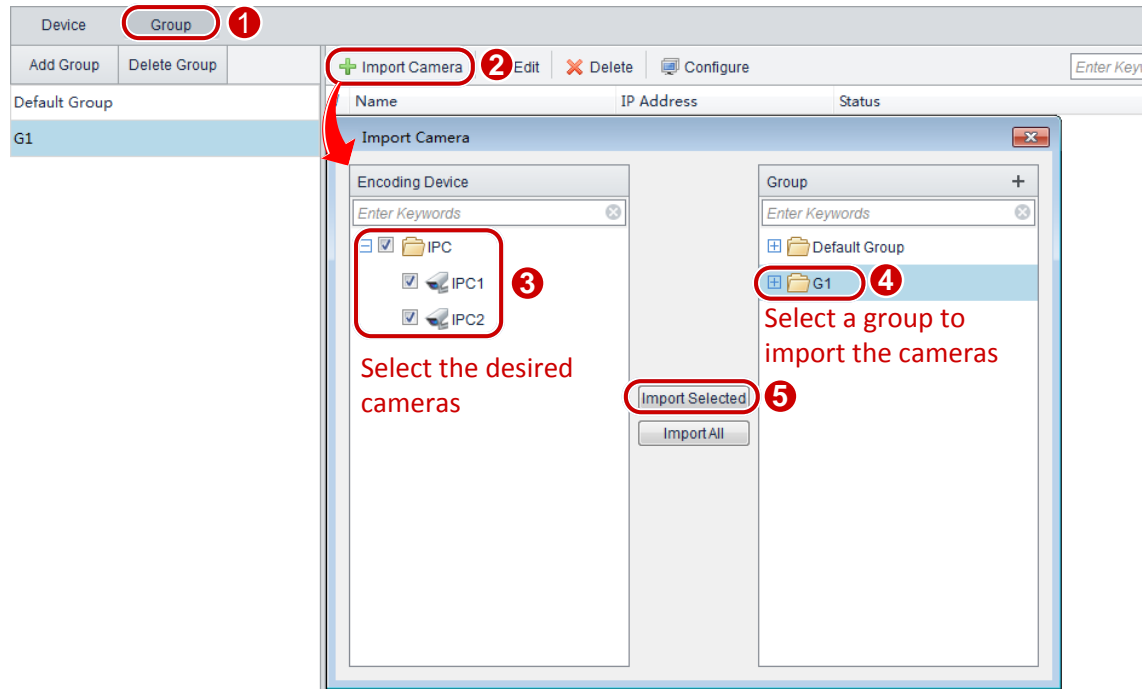 Device Group 1
Add Group Delete Group Import Camera 2 Edit Delete Configure
Default Group Name IP Address Status
G1 Import Camera
Encoding Device Group
Enter Keywords Enter Keywords
IPC Default Group
IPC1 3 G1 4
IPC2 Select a group to
import the cameras
Select the desired
cameras
Import Selected 5
Import All